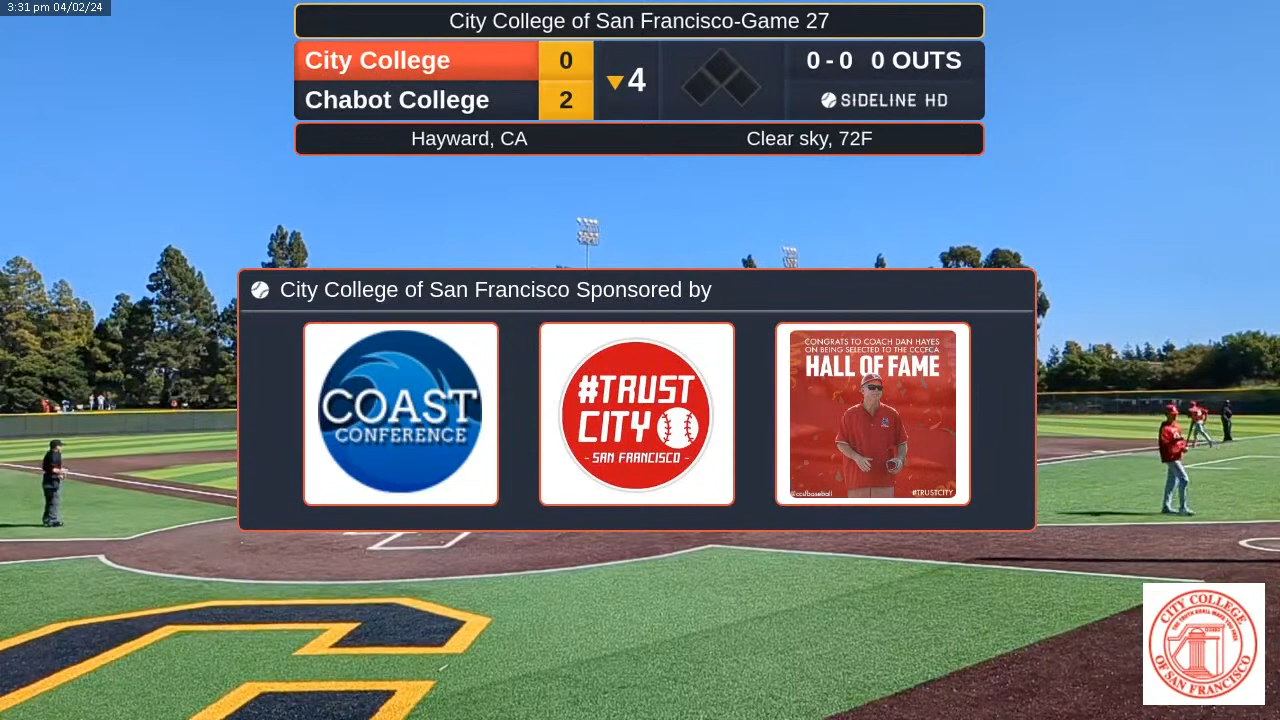 3:31 pm 04/02/24
City College of San Francisco-Game 27
City College 0
Chabot College 2
4
0 - 0 0 OUTS
SIDELINE HD
Hayward, CA
Clear sky, 72F
City College of San Francisco Sponsored by
COAST
CONFERENCE
#TRUST
CITY
- SAN FRANCISCO -
CONGRATS TO COACH DAN HAYES
ON BEING SELECTED TO THE CCCFCA
HALL OF FAME
@ccsfbaseball
#TRUSTCITY
CITY COLLEGE
OF SAN FRANCISCO